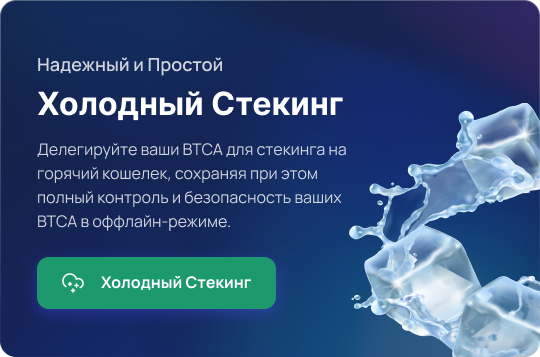 Надежный и Простой
Холодный Стекинг
Делегируйте ваши BTCA для стекинга на
горячий кошелек, сохраняя при этом
полный контроль и безопасность ваших
BTCA в оффлайн-режиме.
Холодный Стекинг